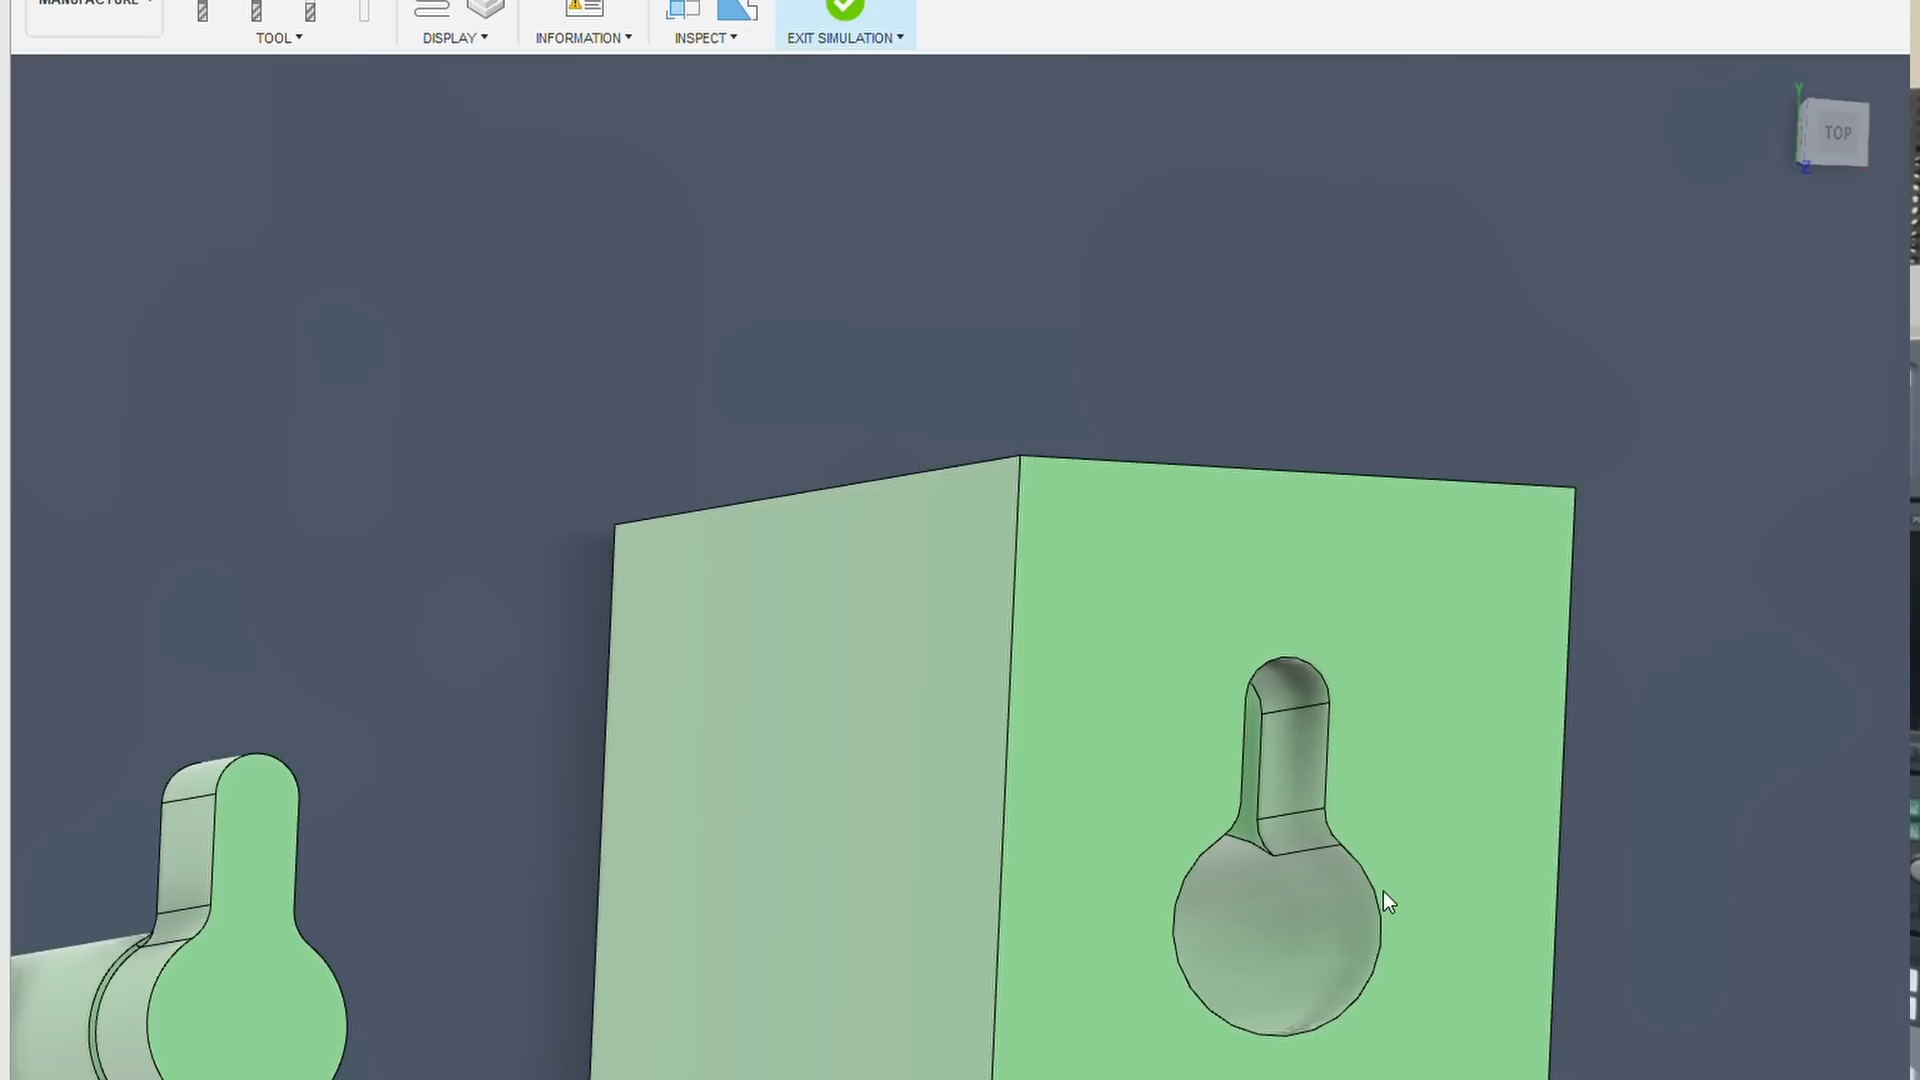 MANUFACTURE
TOOL
DISPLAY
INFORMATION
INSPECT
EXIT SIMULATION
Y
TOP
Z